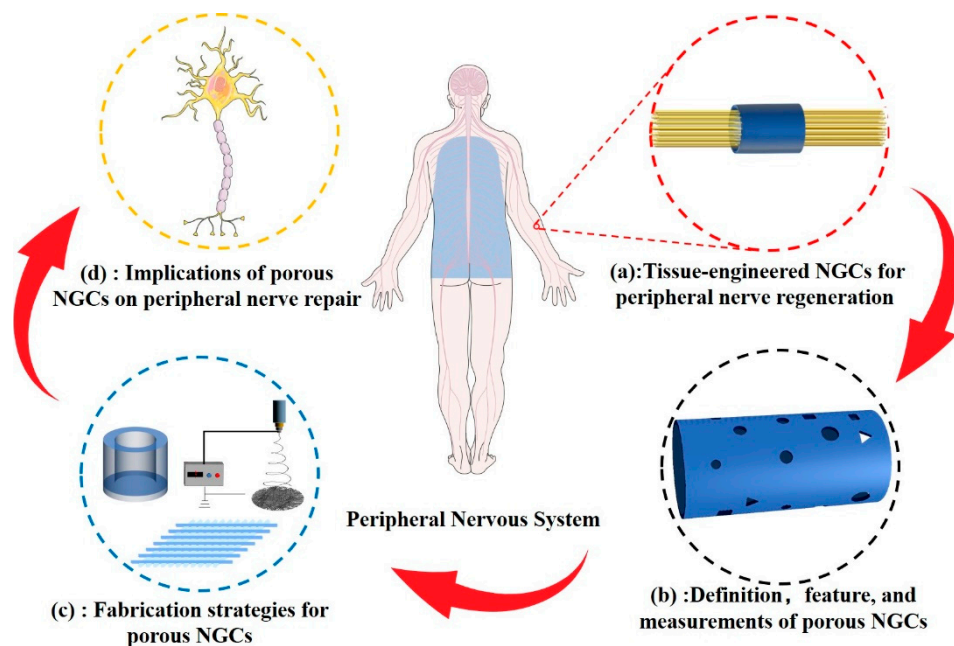 (a):Tissue-engineered NGCs for
peripheral nerve regeneration
(b) :Definition，feature, and
measurements of porous NGCs
(c) : Fabrication strategies for
porous NGCs
(d) : Implications of porous
NGCs on peripheral nerve repair
Peripheral Nervous System